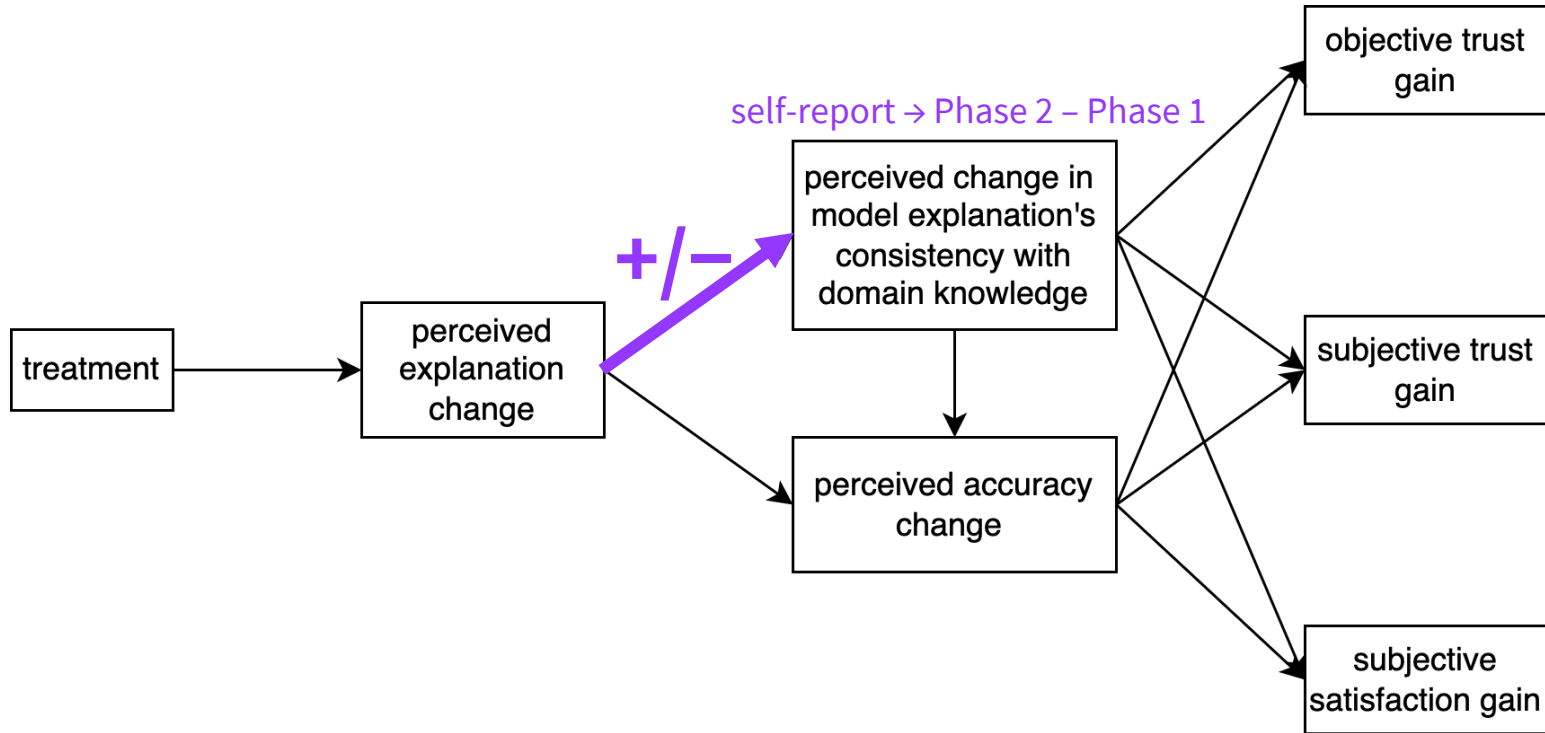 objective trust
gain
self-report → Phase 2 – Phase 1
perceived change in
model explanation's
consistency with
domain knowledge
+/–
perceived
explanation
change
treatment
subjective trust
gain
perceived accuracy
change
subjective
satisfaction gain